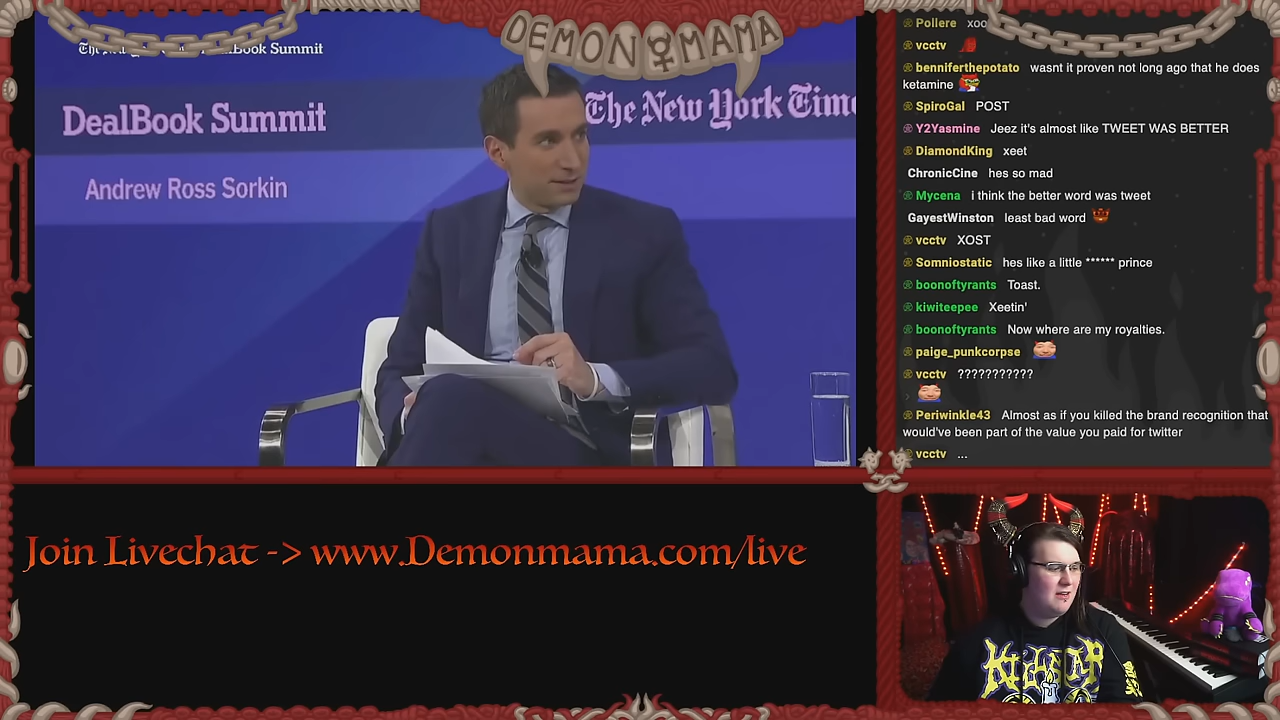 DEMON MAMA
DealBook Summit
DealBook Summit
The New York Time
Andrew Ross Sorkin
Pollere xoo
vcctv
benniferthepotato wasnt it proven not long ago that he does
ketamine
SpiroGal POST
Y2Yasmine Jeez it's almost like TWEET WAS BETTER
DiamondKing xeet
ChronicCine hes so mad
Mycena i think the better word was tweet
GayestWinston least bad word
vcctv XOST
Somniostatic hes like a little ****** prince
boonoftyrants Toast.
kiwiteepee Xeetin'
boonoftyrants Now where are my royalties.
paige_punkcorpse
vcctv ???????????
Periwinkle43 Almost as if you killed the brand recognition that
would've been part of the value you paid for twitter
vcctv ...
Join Livechat -> www.Demonmama.com/live